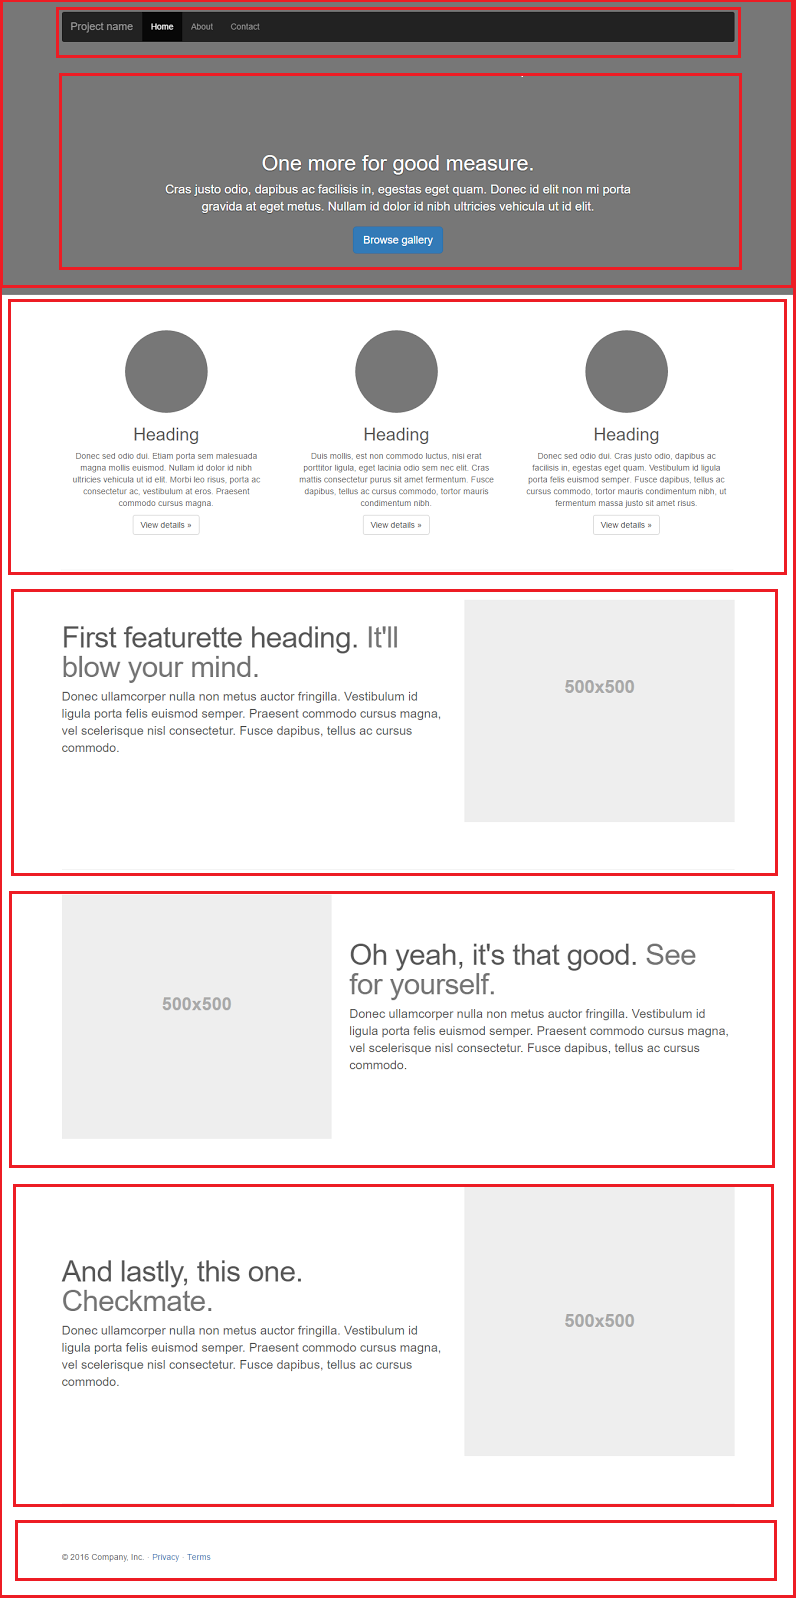 Project name Home About Contact
One more for good measure.
Cras justo odio, dapibus ac facilisis in, egestas eget quam. Donec id elit non mi porta
gravida at eget metus. Nullam id dolor id nibh ultricies vehicula ut id elit.
Browse gallery
Heading
Donec sed odio dui. Etiam porta sem malesuada
magna mollis euismod. Nullam id dolor id nibh
ultricies vehicula ut id elit. Morbi leo risus, porta ac
consectetur ac, vestibulum at eros. Praesent
commodo cursus magna.
View details »
Heading
Duis mollis, est non commodo luctus, nisi erat
porttitor ligula, eget lacinia odio sem nec elit. Cras
mattis consectetur purus sit amet fermentum. Fusce
dapibus, tellus ac cursus commodo, tortor mauris
condimentum nibh.
View details »
Heading
Donec sed odio dui. Cras justo odio, dapibus ac
facilisis in, egestas eget quam. Vestibulum id ligula
porta felis euismod semper. Fusce dapibus, tellus ac
cursus commodo, tortor mauris condimentum nibh, ut
fermentum massa justo sit amet risus.
View details »
First featurette heading. It'll
blow your mind.
Donec ullamcorper nulla non metus auctor fringilla. Vestibulum id
ligula porta felis euismod semper. Praesent commodo cursus magna,
vel scelerisque nisl consectetur. Fusce dapibus, tellus ac cursus
commodo.
500x500
500x500
Oh yeah, it's that good. See
for yourself.
Donec ullamcorper nulla non metus auctor fringilla. Vestibulum id
ligula porta felis euismod semper. Praesent commodo cursus magna,
vel scelerisque nisl consectetur. Fusce dapibus, tellus ac cursus
commodo.
And lastly, this one.
Checkmate.
Donec ullamcorper nulla non metus auctor fringilla. Vestibulum id
ligula porta felis euismod semper. Praesent commodo cursus magna,
vel scelerisque nisl consectetur. Fusce dapibus, tellus ac cursus
commodo.
500x500
© 2016 Company, Inc. · Privacy · Terms